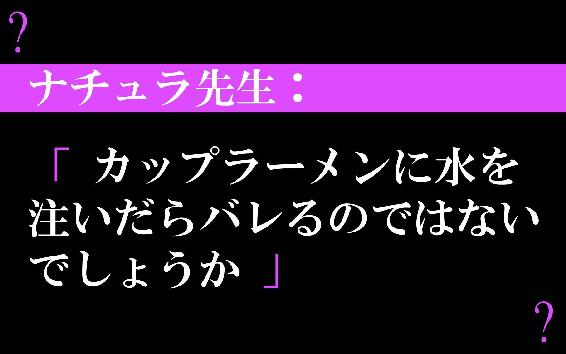 ?
ナチュラ先生：
「 カップラーメンに水を
注いだらバレるのではない
でしょうか 」
?